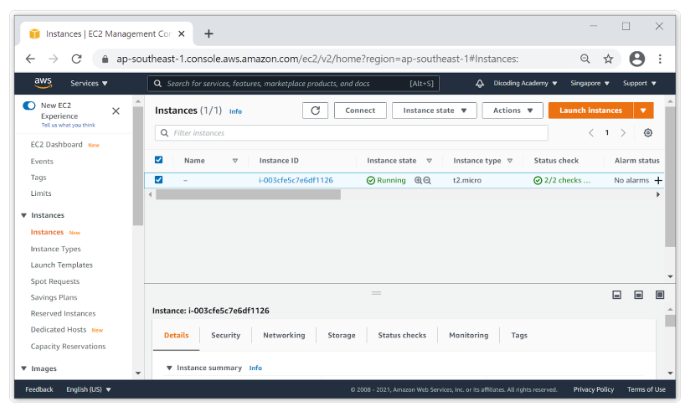 Instances | EC2 Management Con
ap-southeast-1.console.aws.amazon.com/ec2/v2/home?region=ap-southeast-1#Instances:
aws Services Search for services, features, marketplace products, and docs [Alt+S] Dicoding Academy Singapore Support
New EC2 Experience
Tell us what you think
EC2 Dashboard New
Events
Tags
Limits
Instances
Instances New
Instance Types
Launch Templates
Spot Requests
Savings Plans
Reserved Instances
Dedicated Hosts New
Capacity Reservations
Images
Instances (1/1) Info Connect Instance state Actions Launch instances
Filter instances 1
Name Instance ID Instance state Instance type Status check Alarm status
– i-003cfe5c7e6df1126 Running t2.micro 2/2 checks ... No alarms
Instance: i-003cfe5c7e6df1126
Details Security Networking Storage Status checks Monitoring Tags
Instance summary Info
Feedback English (US) © 2008 - 2021, Amazon Web Services, Inc. or its affiliates. All rights reserved. Privacy Policy Terms of Use